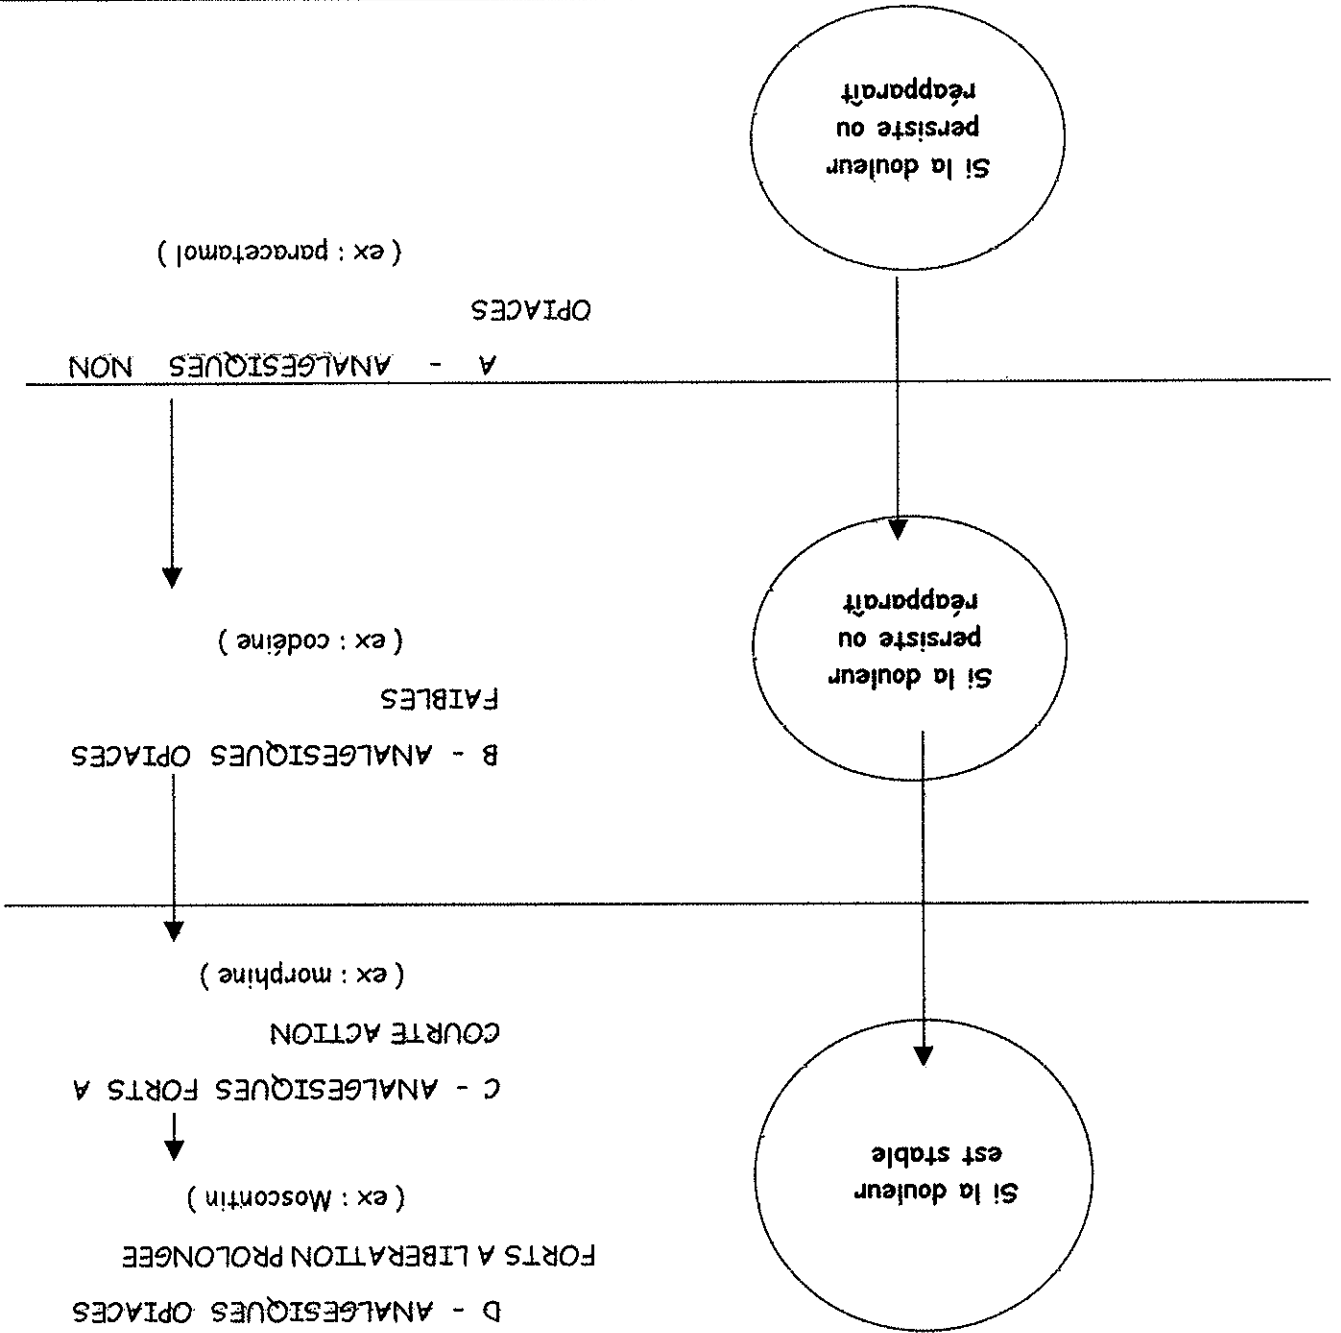 D - ANALGESIQUES OPIACES
FORTS A LIBERATION PROLONGEE
( ex : Moscontin )
Si la douleur
est stable
C - ANALGESIQUES FORTS A
COURTE ACTION
( ex : morphine )
B - ANALGESIQUES OPIACES
FAIBLES
( ex : codéine )
Si la douleur
persiste ou
réapparaît
A - ANALGESIQUES NON
OPIACES
( ex : paracetamol )
Si la douleur
persiste ou
réapparaît